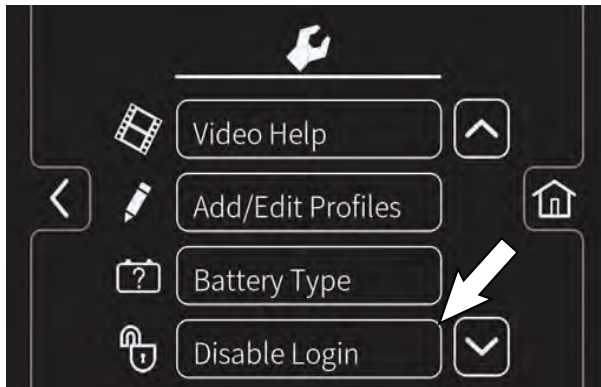 Video Help
Add/Edit Profiles
?
Battery Type
Disable Login